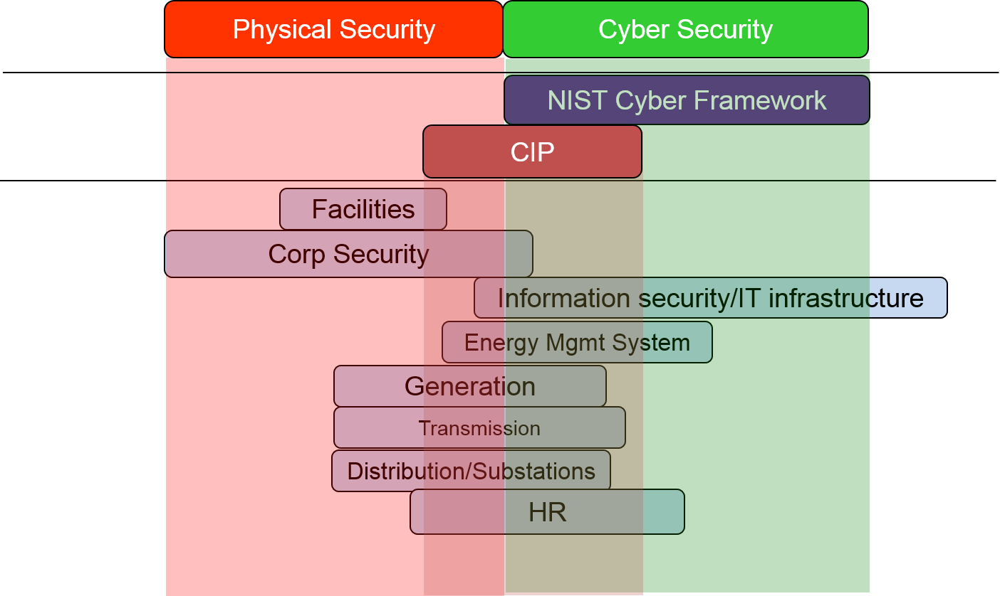 Physical Security
Cyber Security
NIST Cyber Framework
CIP
Facilities
Corp Security
Information security/IT infrastructure
Energy Mgmt System
Generation
Transmission
Distribution/Substations
HR